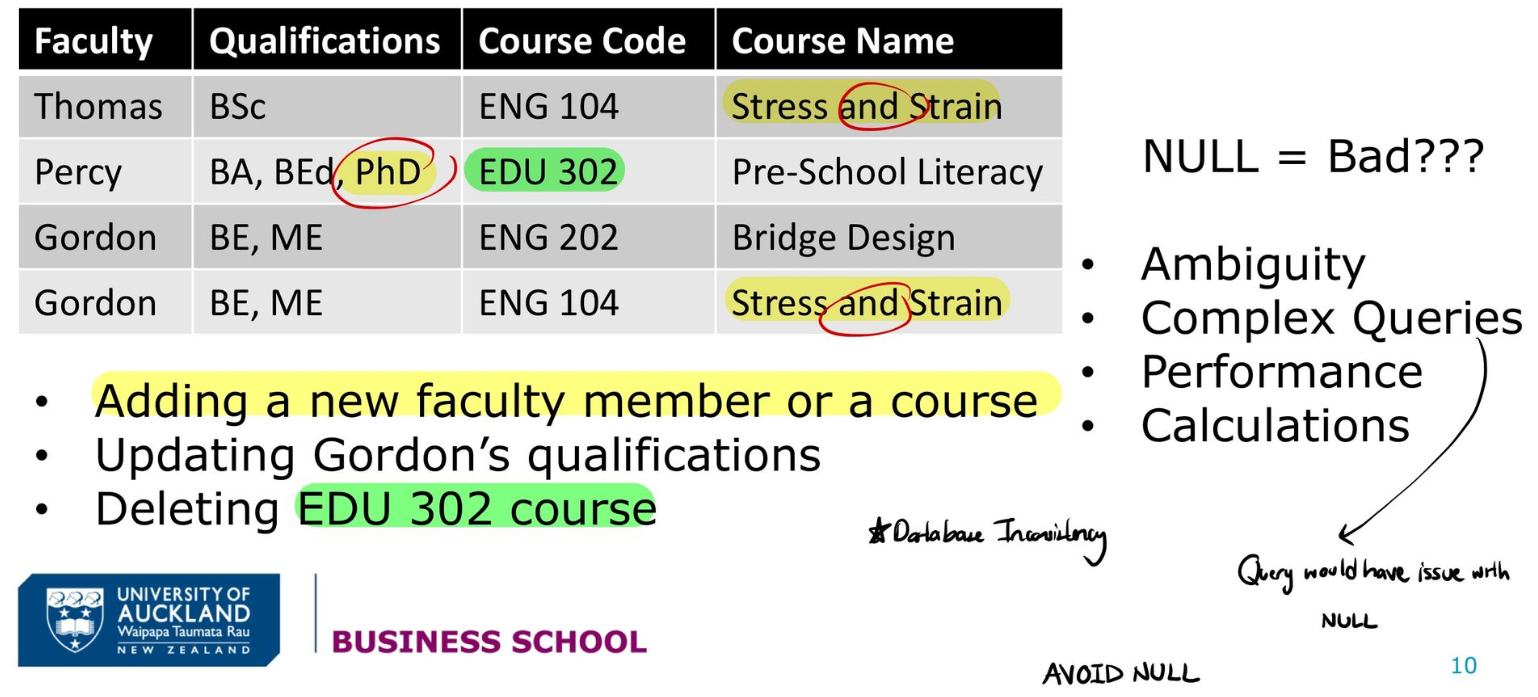 Faculty Qualifications Course Code Course Name
Thomas BSc ENG 104 Stress and Strain
Percy BA, BEd, PhD EDU 302 Pre-School Literacy
Gordon BE, ME ENG 202 Bridge Design
Gordon BE, ME ENG 104 Stress and Strain
• Adding a new faculty member or a course
• Updating Gordon's qualifications
• Deleting EDU 302 course
NULL = Bad???
• Ambiguity
• Complex Queries
• Performance
• Calculations
★Database Inconsistency
Query would have issue with
NULL
AVOID NULL
UNIVERSITY OF
AUCKLAND
Waipapa Taumata Rau
NEW ZEALAND
BUSINESS SCHOOL
10